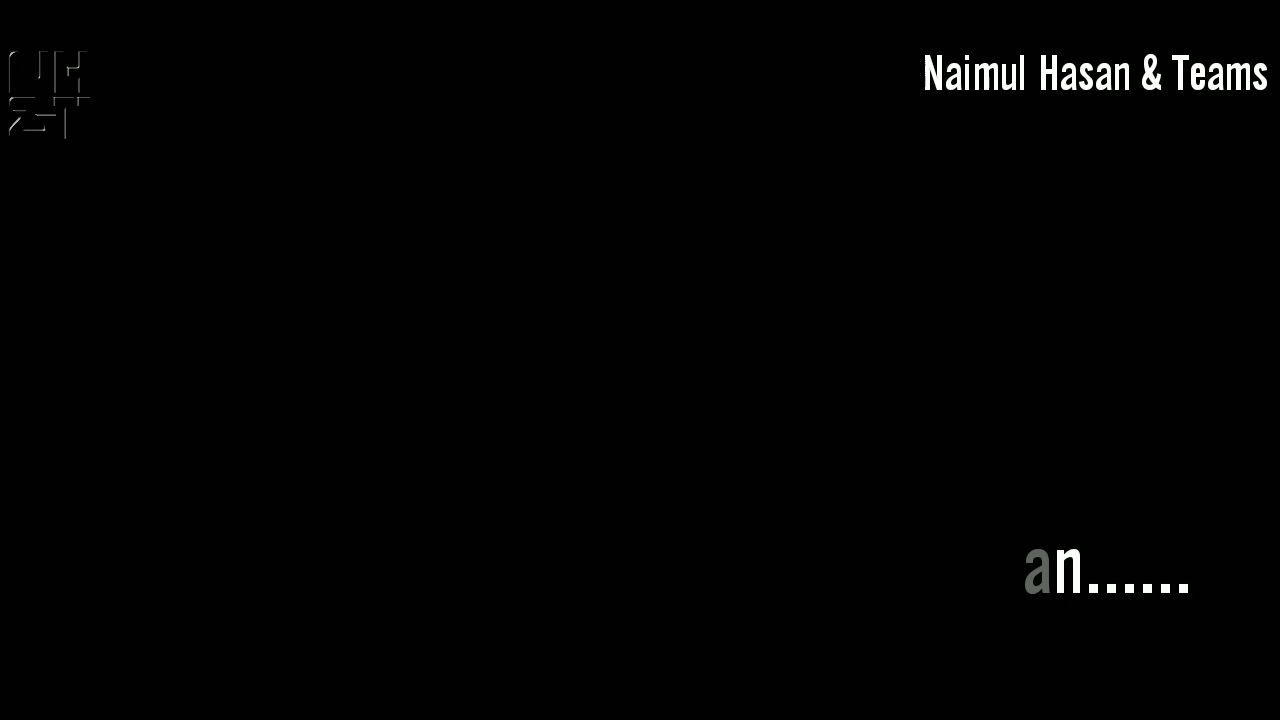 Naimul Hasan & Teams
an......